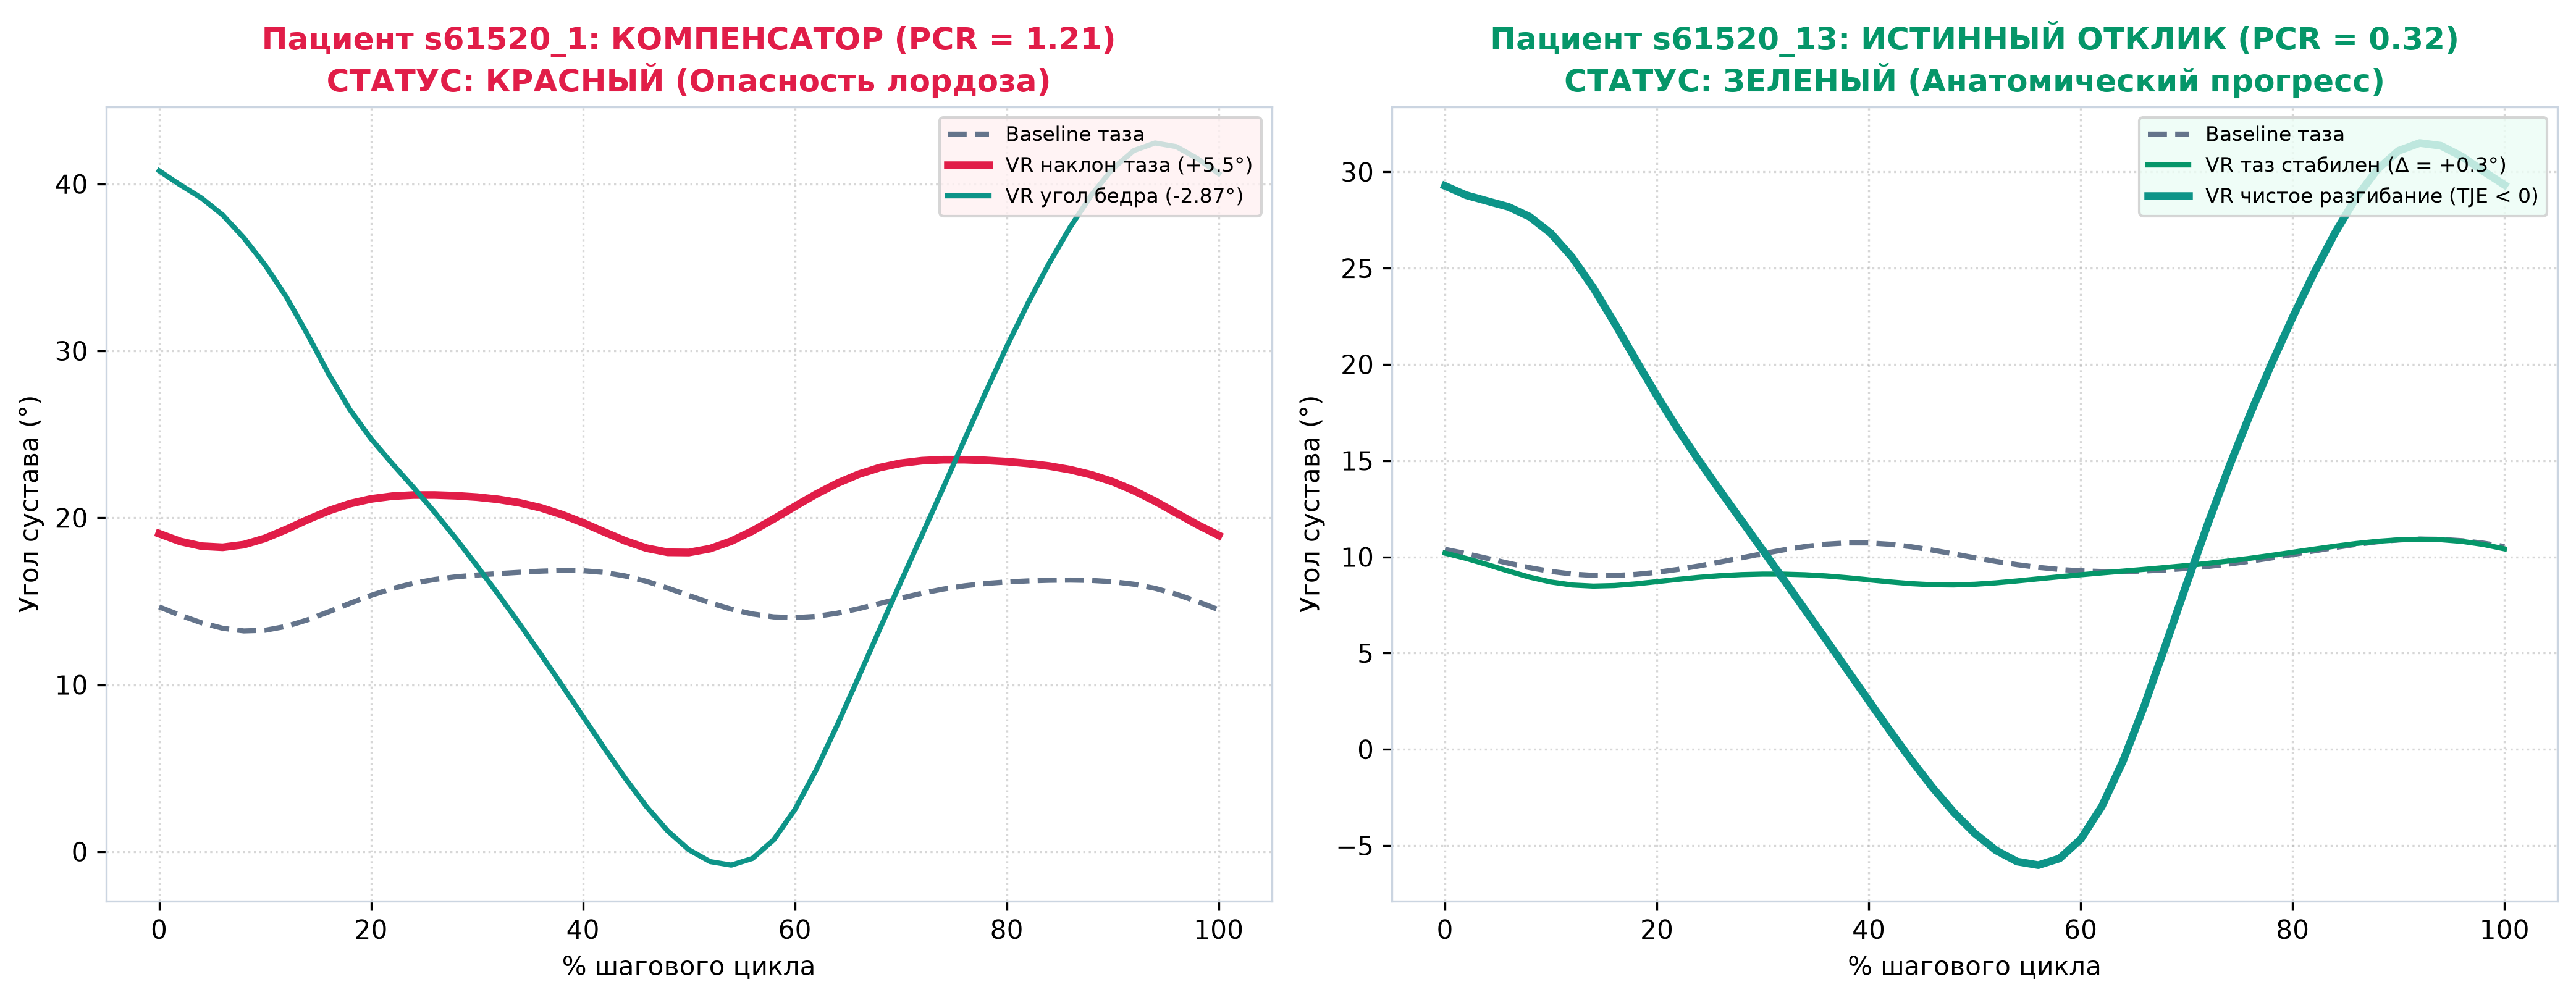 Пациент s61520_1: КОМПЕНСАТОР (PCR = 1.21)
СТАТУС: КРАСНЫЙ (Опасность лордоза)
Baseline таза
VR наклон таза (+5.5°)
VR угол бедра (-2.87°)
Угол сустава (°)
40
30
20
10
0
0 20 40 60 80 100
% шагового цикла
Пациент s61520_13: ИСТИННЫЙ ОТКЛИК (PCR = 0.32)
СТАТУС: ЗЕЛЕНЫЙ (Анатомический прогресс)
Baseline таза
VR таз стабилен (Δ = +0.3°)
VR чистое разгибание (TJE < 0)
Угол сустава (°)
30
25
20
15
10
5
0
−5
0 20 40 60 80 100
% шагового цикла